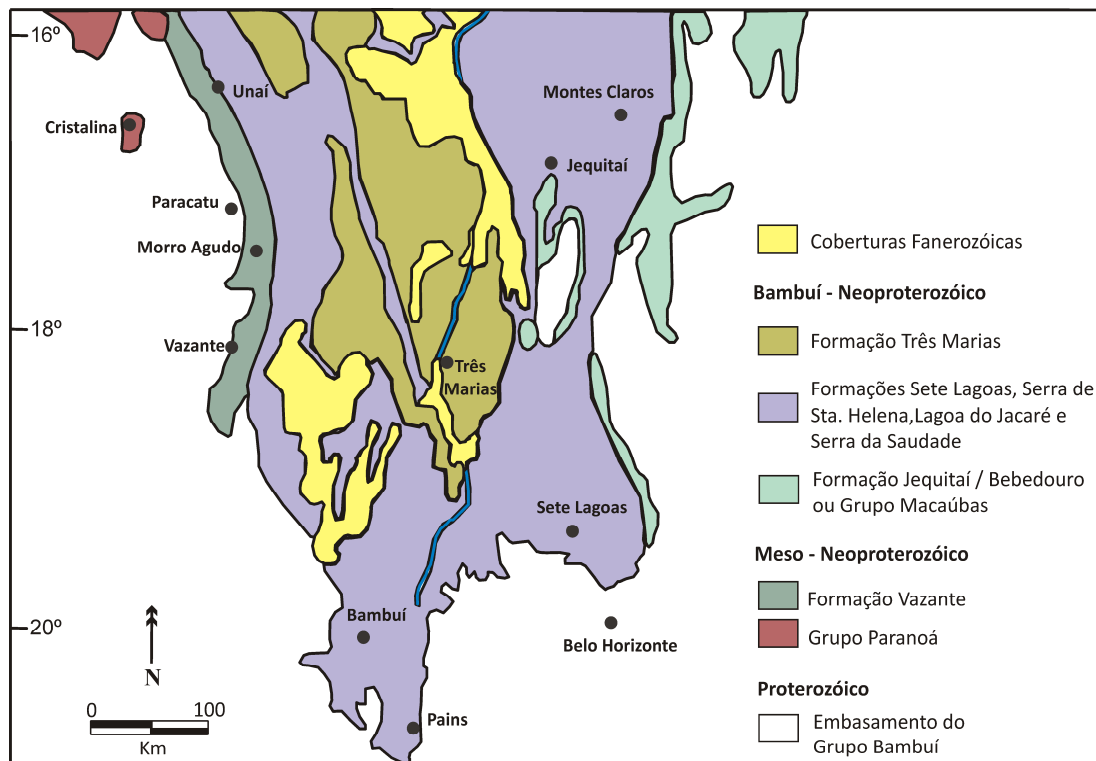 16º
18º
20º
Unaí
Cristalina
Paracatu
Morro Agudo
Vazante
Montes Claros
Jequitaí
Três
Marias
Sete Lagoas
Bambuí
Belo Horizonte
Pains
N
0 100
Km
Coberturas Fanerozóicas
Bambuí - Neoproterozóico
Formação Três Marias
Formações Sete Lagoas, Serra de
Sta. Helena,Lagoa do Jacaré e
Serra da Saudade
Formação Jequitaí / Bebedouro
ou Grupo Macaúbas
Meso - Neoproterozóico
Formação Vazante
Grupo Paranoá
Proterozóico
Embasamento do
Grupo Bambuí